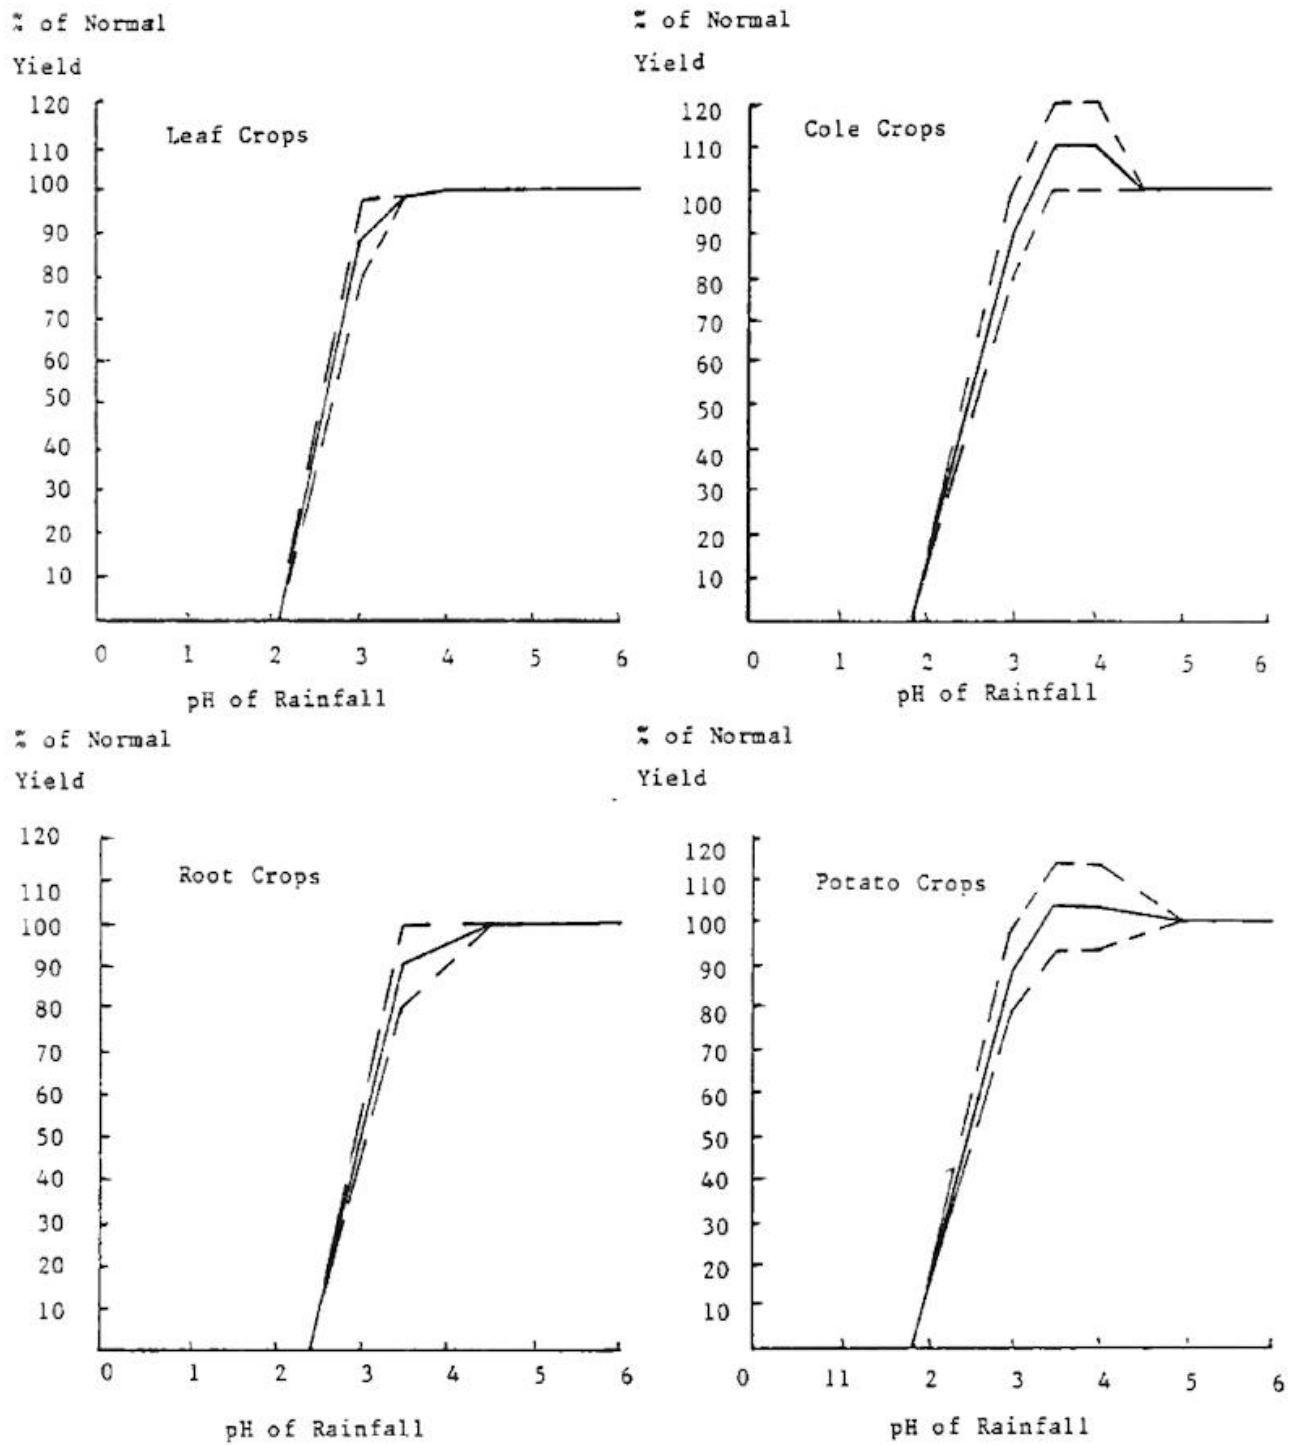 % of Normal
Yield
120
Leaf Crops
110
100
90
80
70
60
50
40
30
20
10
0 1 2 3 4 5 6
pH of Rainfall
% of Normal
Yield
120
Cole Crops
110
100
90
80
70
60
50
40
30
20
10
0 1 2 3 4 5 6
pH of Rainfall
% of Normal
Yield
120
110
Root Crops
100
90
80
70
60
50
40
30
20
10
0 1 2 3 4 5 6
pH of Rainfall
% of Normal
Yield
120
110
Potato Crops
100
90
80
70
60
50
40
30
20
10
0 11 2 3 4 5 6
pH of Rainfall